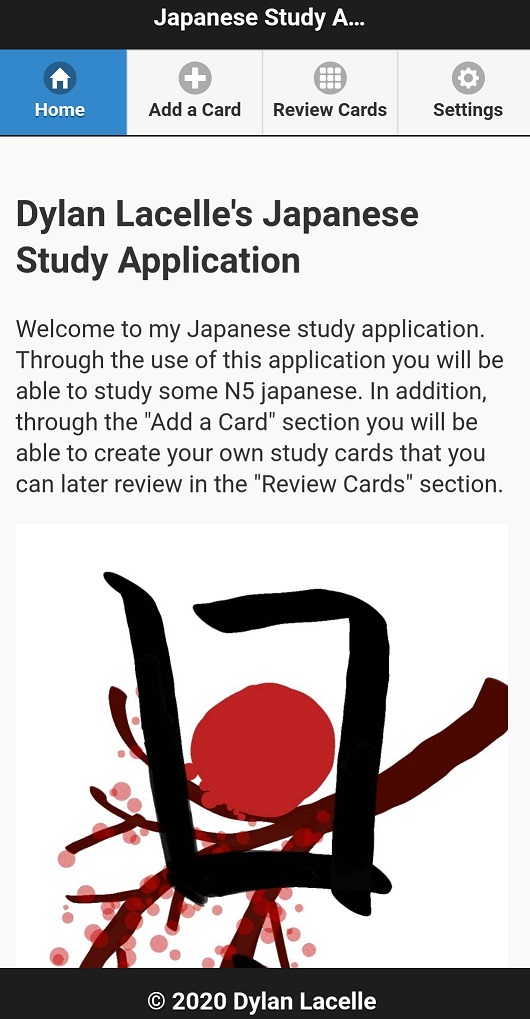 Japanese Study A...
Home
Add a Card
Review Cards
Settings
Dylan Lacelle's Japanese
Study Application
Welcome to my Japanese study application.
Through the use of this application you will be
able to study some N5 japanese. In addition,
through the "Add a Card" section you will be
able to create your own study cards that you
can later review in the "Review Cards" section.
© 2020 Dylan Lacelle